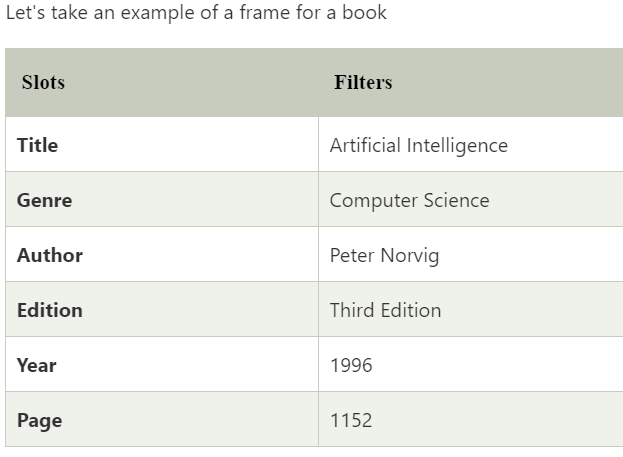 Let's take an example of a frame for a book
Slots Filters
Title Artificial Intelligence
Genre Computer Science
Author Peter Norvig
Edition Third Edition
Year 1996
Page 1152